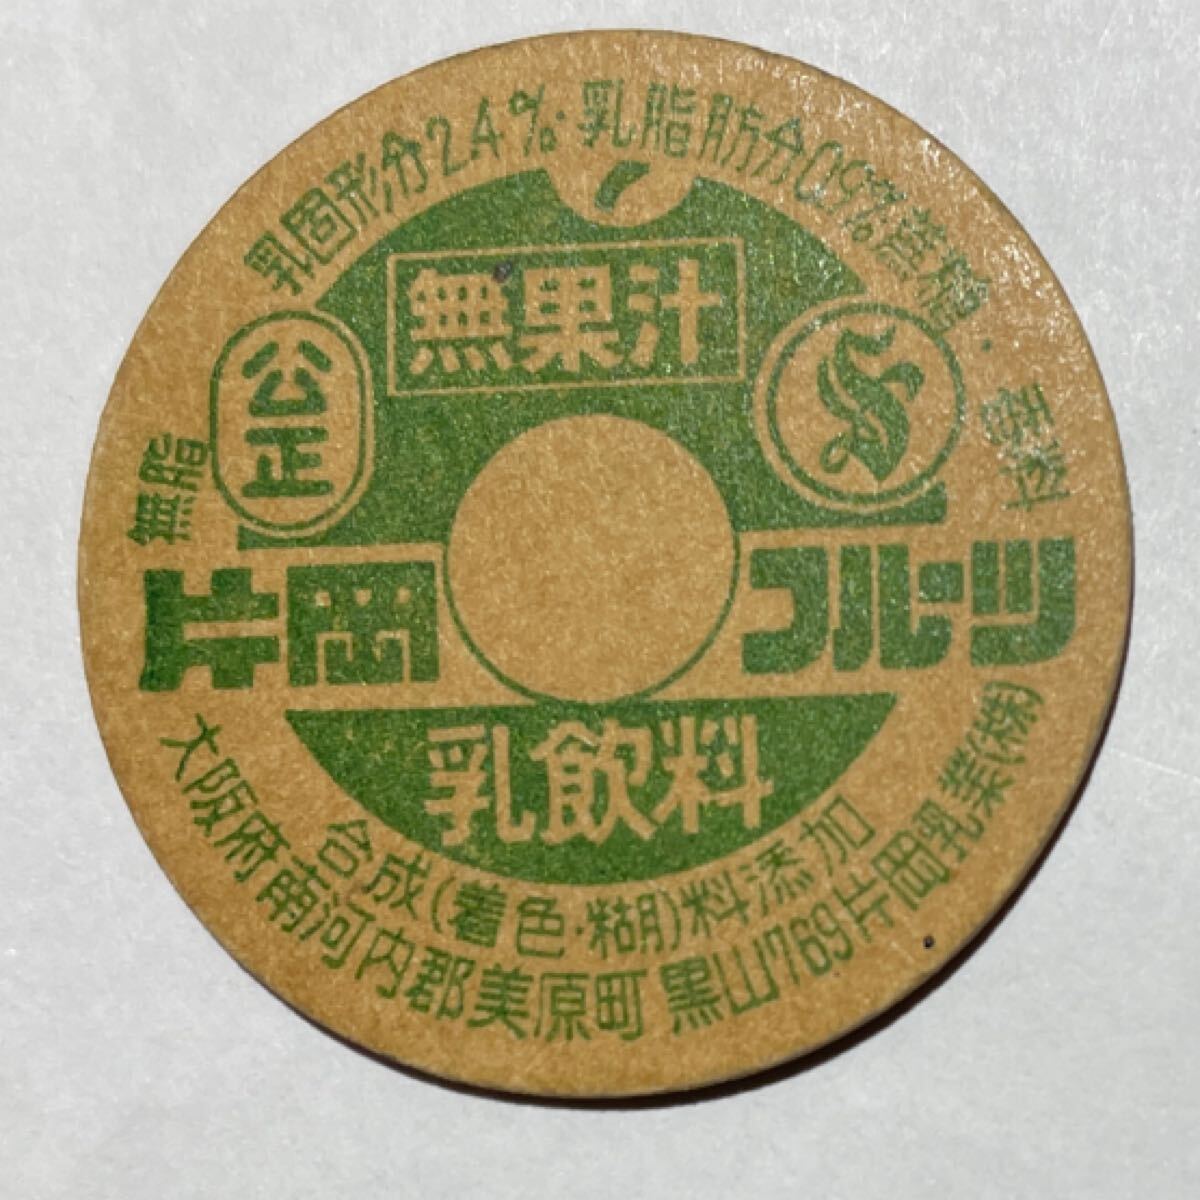 乳固形分2.4%・乳脂肪分0.9%蔗糖・
香料
無脂
公正
無果汁
片岡 フルーツ
乳飲料
合成(着色・糊)料添加
大阪府南河内郡美原町黒山769片岡乳業(株)